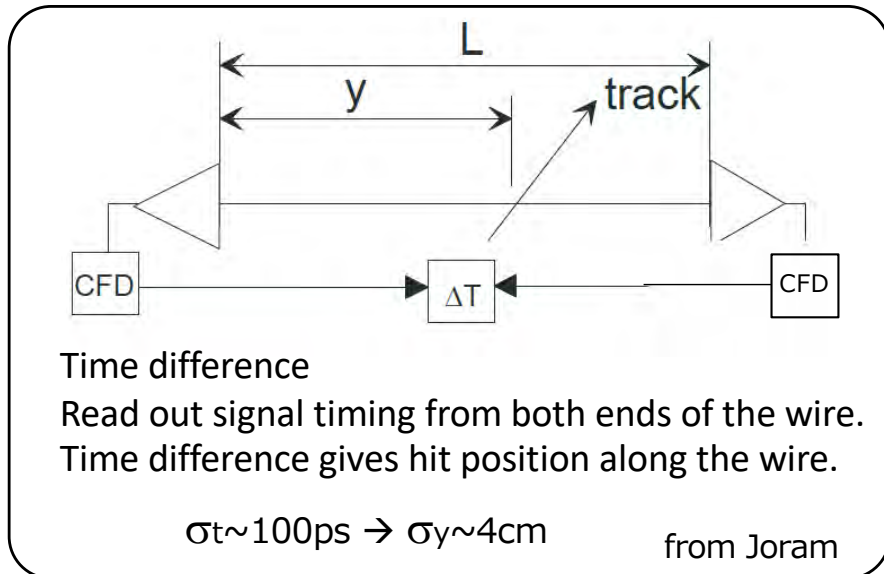 L
y
track
CFD
ΔT
CFD
Time difference
Read out signal timing from both ends of the wire.
Time difference gives hit position along the wire.
σt~100ps → σy~4cm
from Joram